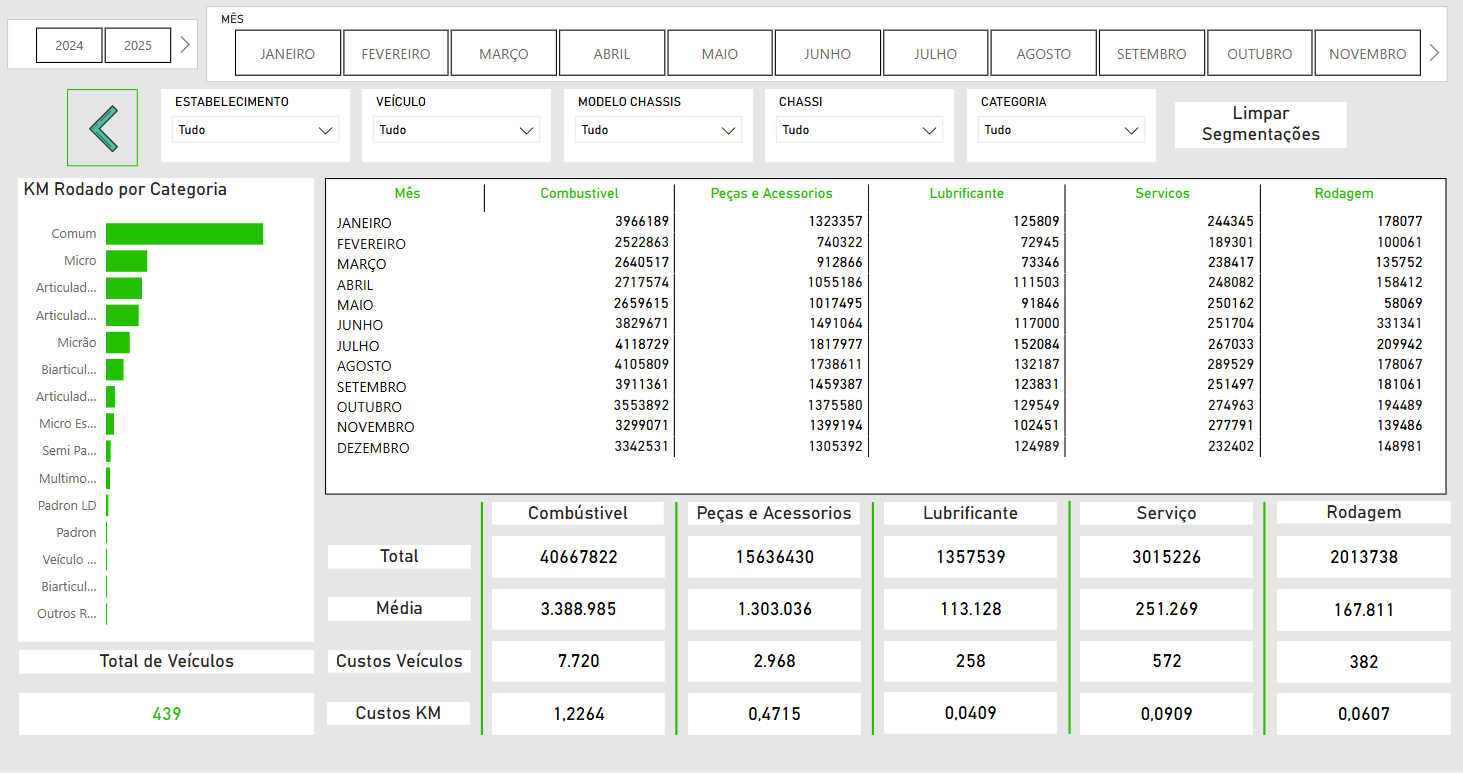 2024 2025
MÊS
JANEIRO FEVEREIRO MARÇO ABRIL MAIO JUNHO JULHO AGOSTO SETEMBRO OUTUBRO NOVEMBRO
ESTABELECIMENTO
Tudo
VEÍCULO
Tudo
MODELO CHASSIS
Tudo
CHASSI
Tudo
CATEGORIA
Tudo
Limpar
Segmentações
KM Rodado por Categoria
Comum
Micro
Articulad...
Articulad...
Micrão
Biarticul...
Articulad...
Micro Es...
Semi Pa...
Multimo...
Padron LD
Padron
Veículo ...
Biarticul...
Outros R...
Total de Veículos
439
Mês Combustivel Peças e Acessorios Lubrificante Servicos Rodagem
JANEIRO 3966189 1323357 125809 244345 178077
FEVEREIRO 2522863 740322 72945 189301 100061
MARÇO 2640517 912866 73346 238417 135752
ABRIL 2717574 1055186 111503 248082 158412
MAIO 2659615 1017495 91846 250162 58069
JUNHO 3829671 1491064 117000 251704 331341
JULHO 4118729 1817977 152084 267033 209942
AGOSTO 4105809 1738611 132187 289529 178067
SETEMBRO 3911361 1459387 123831 251497 181061
OUTUBRO 3553892 1375580 129549 274963 194489
NOVEMBRO 3299071 1399194 102451 277791 139486
DEZEMBRO 3342531 1305392 124989 232402 148981
Combústivel Peças e Acessorios Lubrificante Serviço Rodagem
Total 40667822 15636430 1357539 3015226 2013738
Média 3.388.985 1.303.036 113.128 251.269 167.811
Custos Veículos 7.720 2.968 258 572 382
Custos KM 1,2264 0,4715 0,0409 0,0909 0,0607